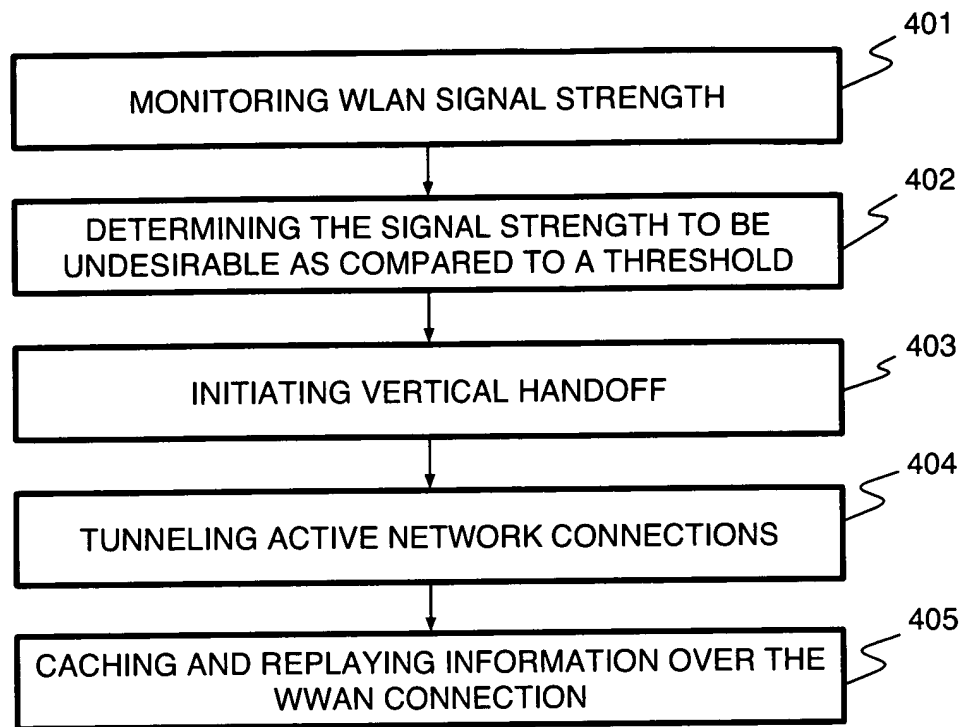 401
MONITORING WLAN SIGNAL STRENGTH
402
DETERMINING THE SIGNAL STRENGTH TO BE
UNDESIRABLE AS COMPARED TO A THRESHOLD
403
INITIATING VERTICAL HANDOFF
404
TUNNELING ACTIVE NETWORK CONNECTIONS
405
CACHING AND REPLAYING INFORMATION OVER THE
WWAN CONNECTION